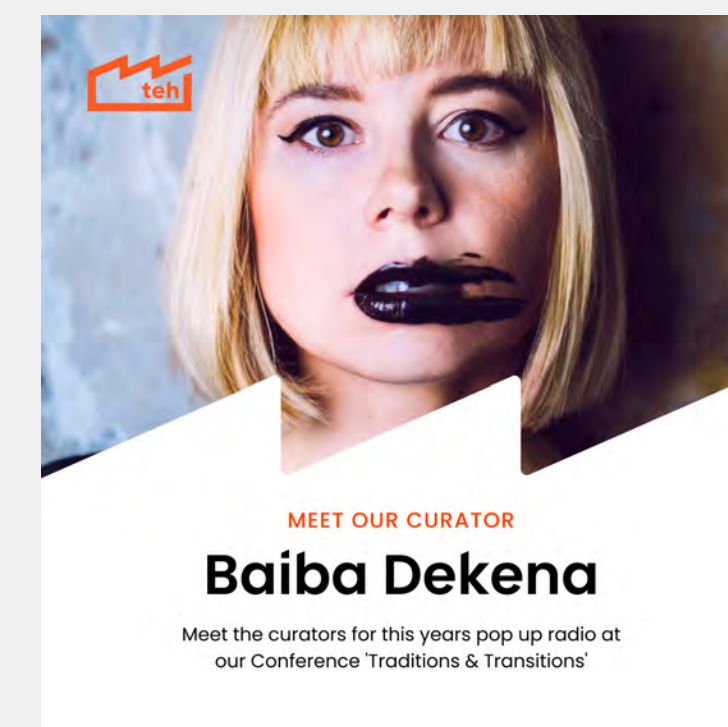 teh
MEET OUR CURATOR
Baiba Dekena
Meet the curators for this years pop up radio at
our Conference 'Traditions & Transitions'